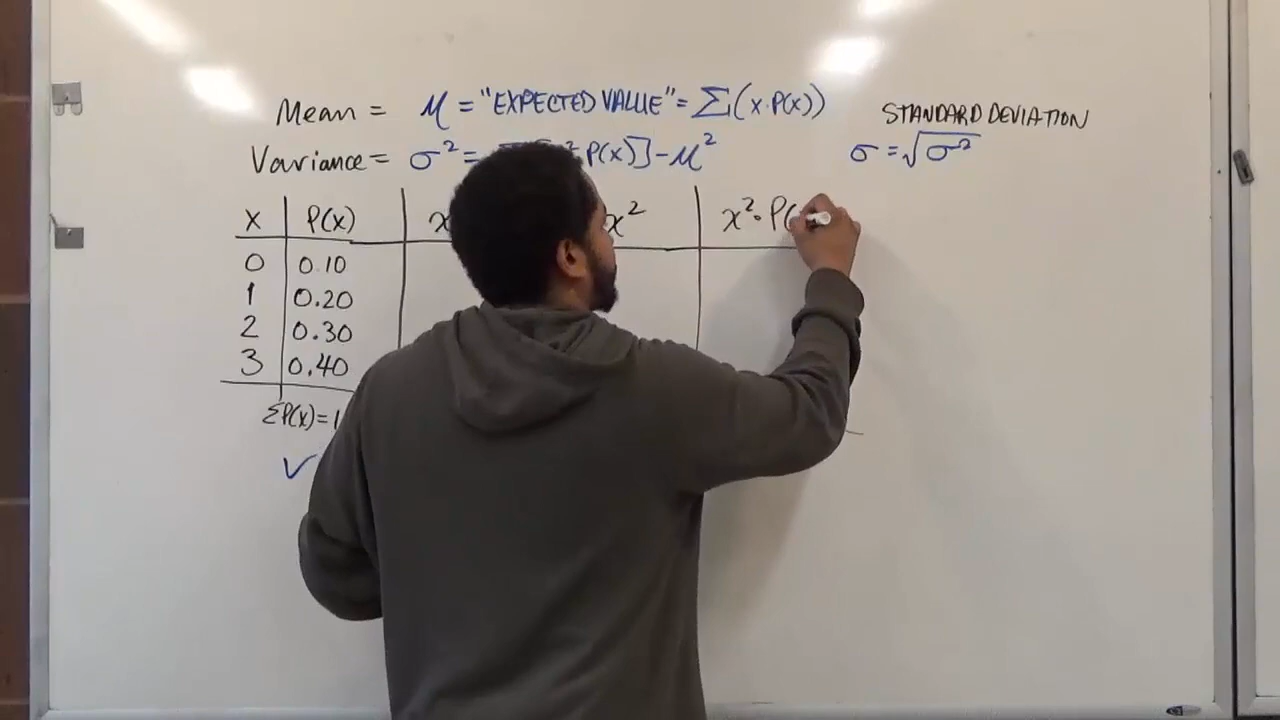 Mean = μ = "EXPECTED VALUE" = Σ(x·P(x))
STANDARD DEVIATION
Variance = σ² = ² P(x)] - μ²
σ = √σ²
x P(x) x x² x²·P(
0 0.10
1 0.20
2 0.30
3 0.40
ΣP(x)=1
✓